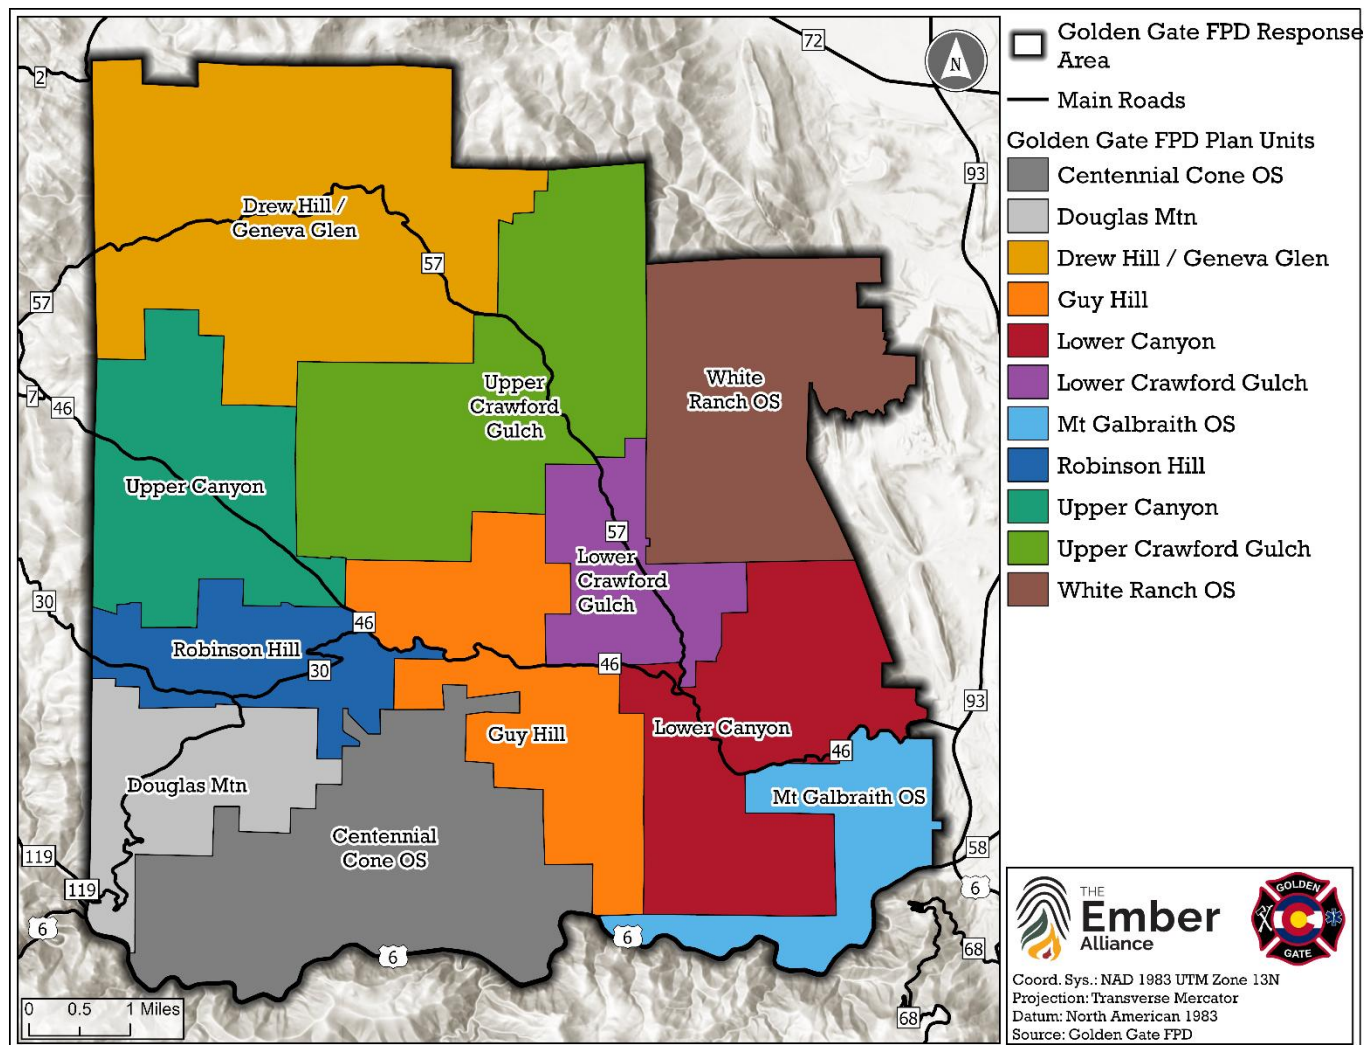 72
N
2
93
Drew Hill /
Geneva Glen
57
57
White
Ranch OS
Upper
Crawford
Gulch
7
46
Upper Canyon
57
Lower
Crawford
Gulch
30
46
Robinson Hill
30
46
93
Guy Hill
Lower Canyon
46
Douglas Mtn
Mt Galbraith OS
Centennial
Cone OS
119
58
119
6
6
6
6
68
68
0 0.5 1 Miles
Golden Gate FPD Response
Area
Main Roads
Golden Gate FPD Plan Units
Centennial Cone OS
Douglas Mtn
Drew Hill / Geneva Glen
Guy Hill
Lower Canyon
Lower Crawford Gulch
Mt Galbraith OS
Robinson Hill
Upper Canyon
Upper Crawford Gulch
White Ranch OS
THE
Ember
Alliance
GOLDEN
GATE
Coord. Sys.: NAD 1983 UTM Zone 13N
Projection: Transverse Mercator
Datum: North American 1983
Source: Golden Gate FPD